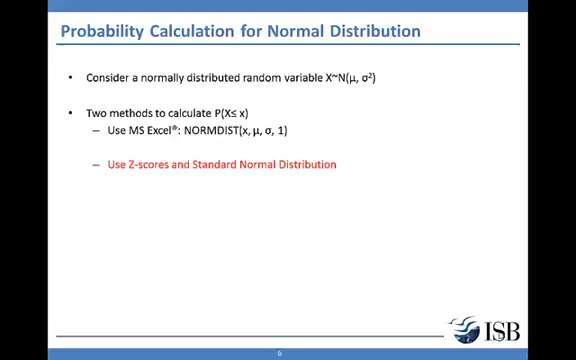 Probability Calculation for Normal Distribution
• Consider a normally distributed random variable X~N(μ, σ²)
• Two methods to calculate P(X≤ x)
– Use MS Excel®: NORMDIST(x, μ, σ, 1)
– Use Z-scores and Standard Normal Distribution
ISB
6